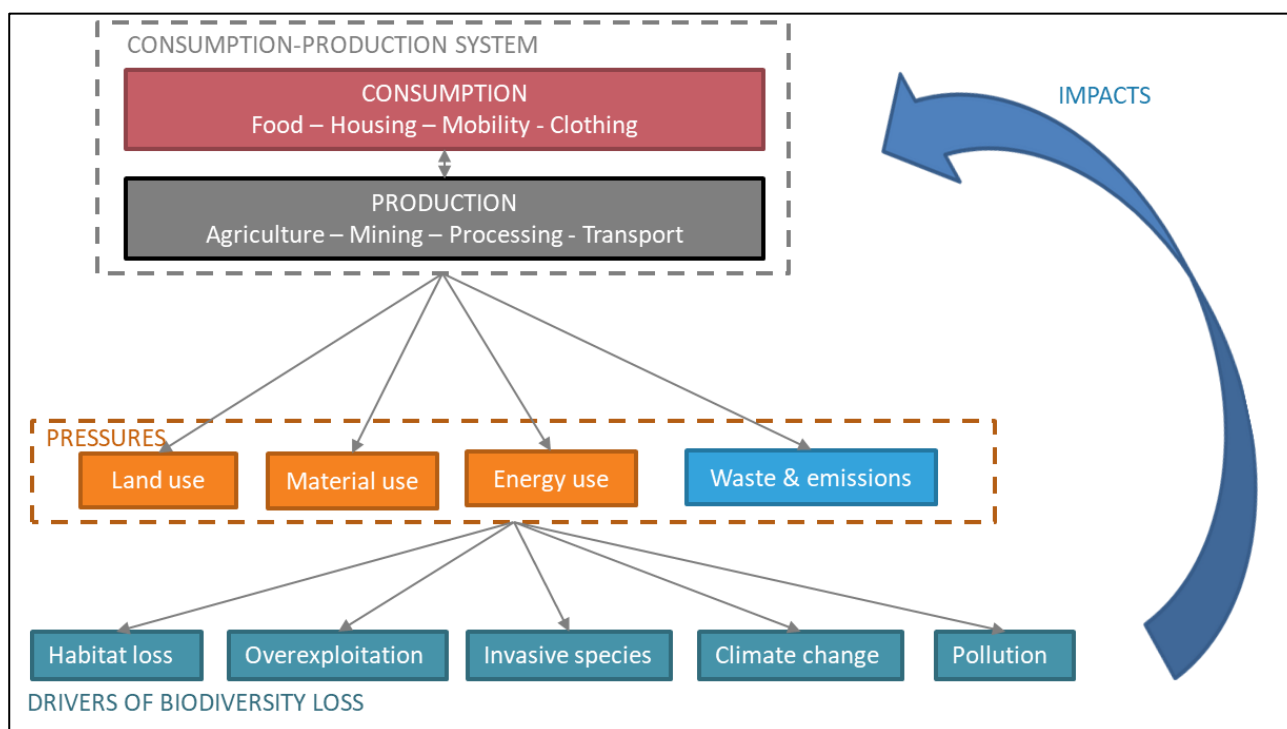 CONSUMPTION-PRODUCTION SYSTEM
CONSUMPTION
Food – Housing – Mobility - Clothing
IMPACTS
PRODUCTION
Agriculture – Mining – Processing - Transport
PRESSURES
Land use
Material use
Energy use
Waste & emissions
Habitat loss
Overexploitation
Invasive species
Climate change
Pollution
DRIVERS OF BIODIVERSITY LOSS